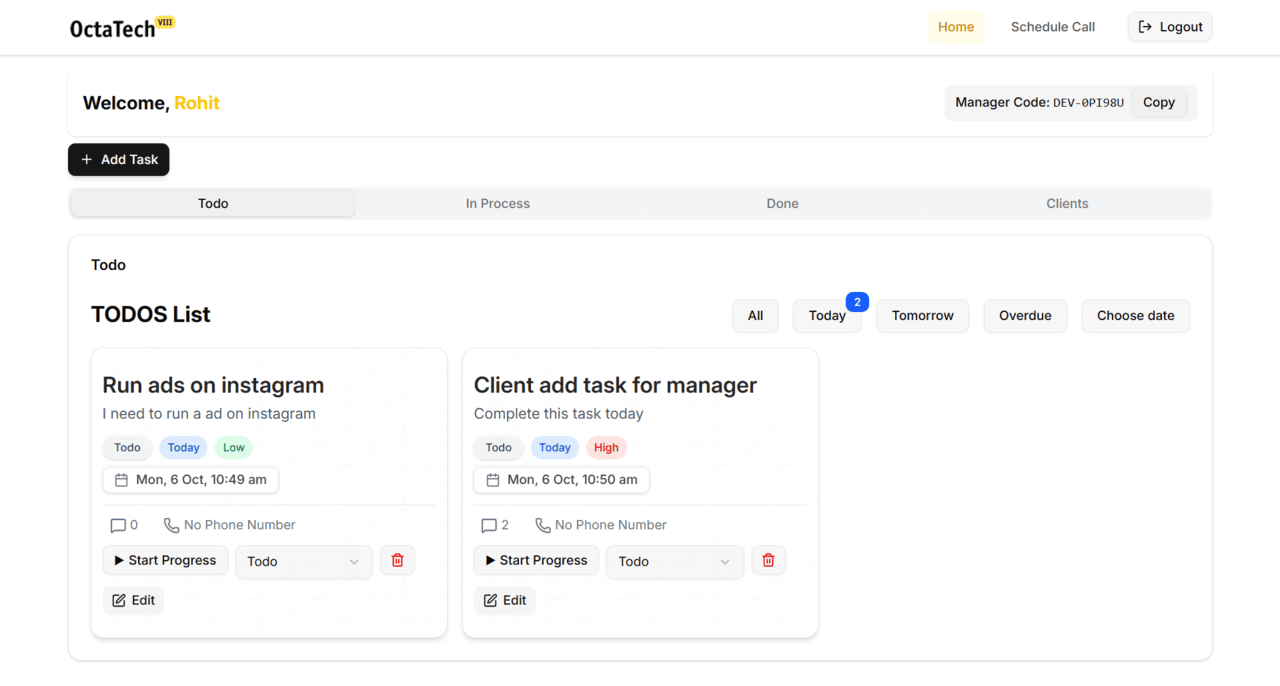 OctaTech VIII Home Schedule Call Logout
Welcome, Rohit Manager Code: DEV-0PI98U Copy
+ Add Task
Todo In Process Done Clients
Todo
TODOS List All Today 2 Tomorrow Overdue Choose date
Run ads on instagram
I need to run a ad on instagram
Todo Today Low
Mon, 6 Oct, 10:49 am
0 No Phone Number
Start Progress Todo
Edit
Client add task for manager
Complete this task today
Todo Today High
Mon, 6 Oct, 10:50 am
2 No Phone Number
Start Progress Todo
Edit